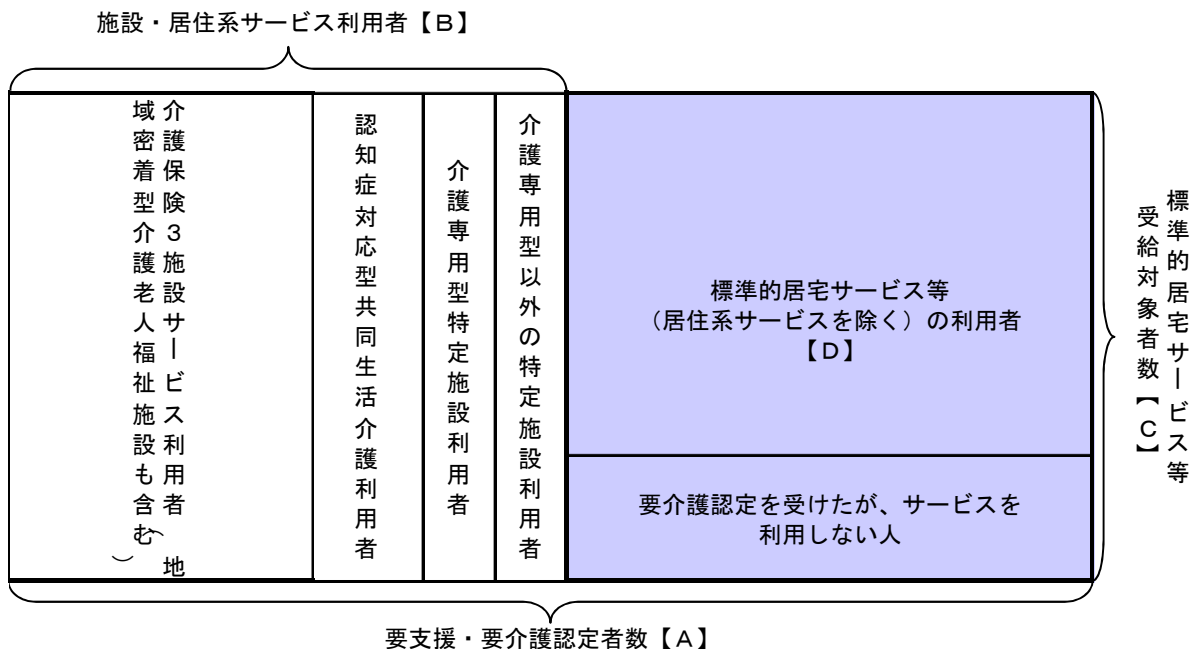 施設・居住系サービス利用者【B】
介護保険3施設サービス利用者（地
域密着型介護老人福祉施設も含む）
認知症対応型共同生活介護利用者
介護専用型特定施設利用者
介護専用型以外の特定施設利用者
標準的居宅サービス等
（居住系サービスを除く）の利用者
【D】
要介護認定を受けたが、サービスを
利用しない人
標準的居宅サービス等
受給対象者数【C】
要支援・要介護認定者数【A】